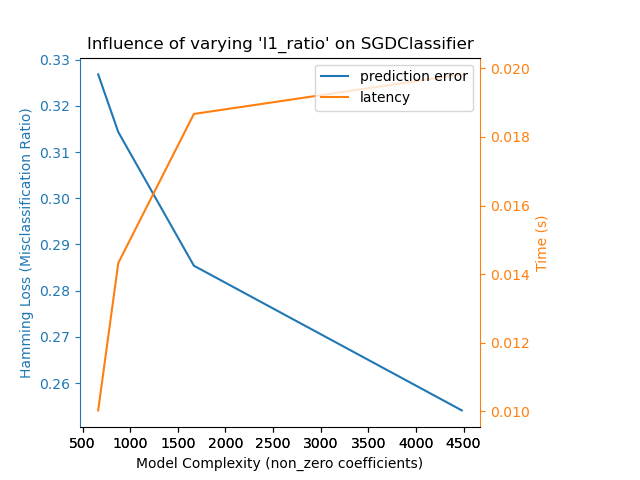 Influence of varying 'l1_ratio' on SGDClassifier
prediction error
latency
0.33
0.32
0.31
0.30
0.29
0.28
0.27
0.26
Hamming Loss (Misclassification Ratio)
0.020
0.018
0.016
0.014
0.012
0.010
Time (s)
500 1000 1500 2000 2500 3000 3500 4000 4500
Model Complexity (non_zero coefficients)